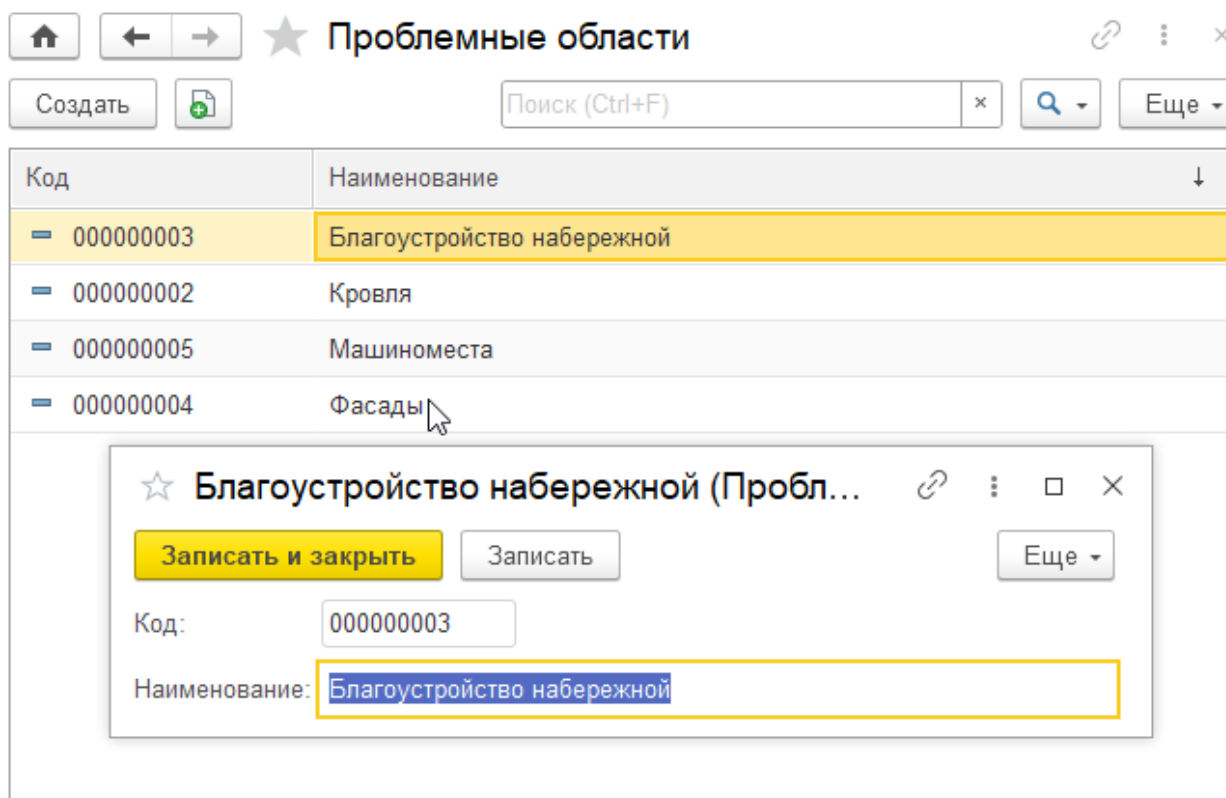 Проблемные области
Создать Поиск (Ctrl+F) × Еще
Код Наименование ↓
000000003 Благоустройство набережной
000000002 Кровля
000000005 Машиноместа
000000004 Фасады
Благоустройство набережной (Пробл...
Записать и закрыть Записать Еще
Код: 000000003
Наименование: Благоустройство набережной